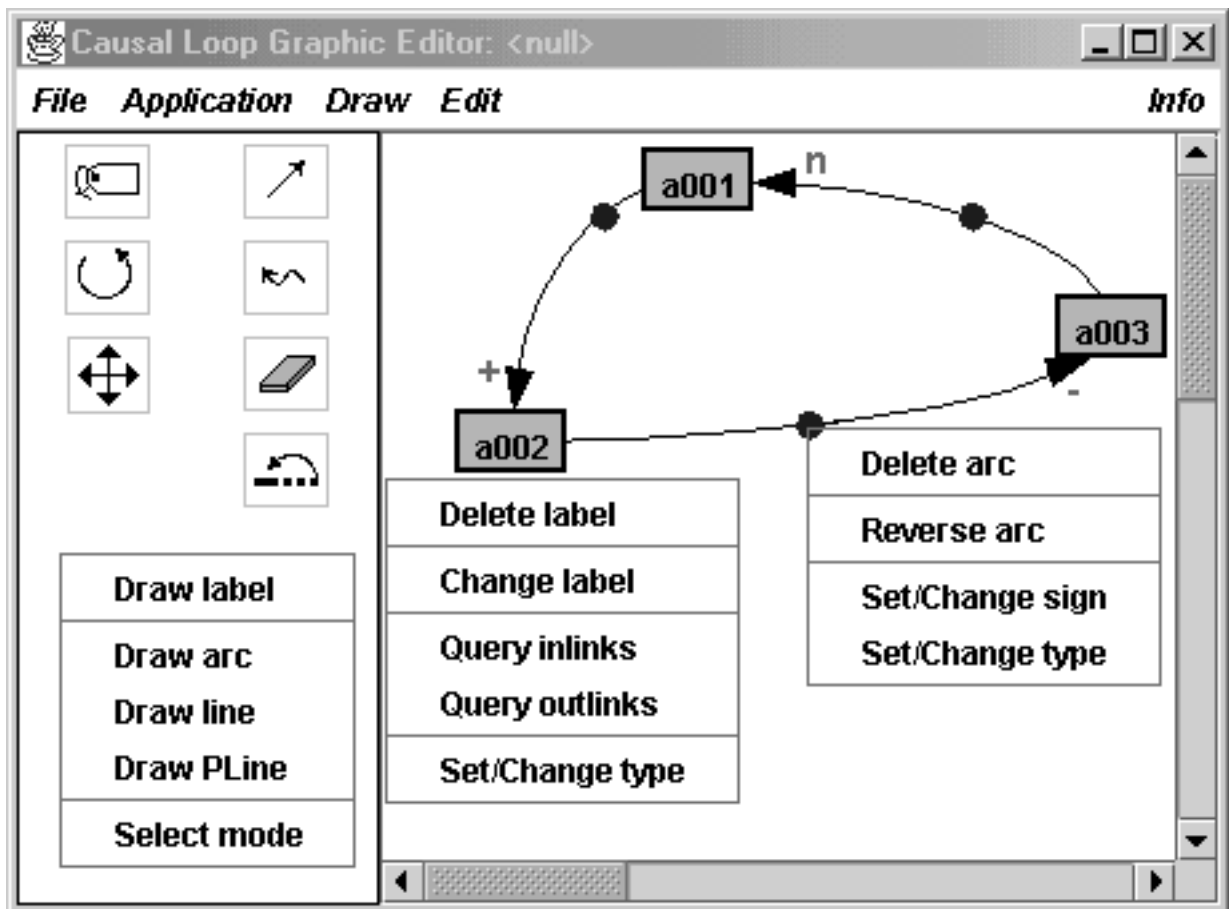 Causal Loop Graphic Editor: <null>
File Application Draw Edit Info
a001
n
a003
+
-
a002
Delete label
Change label
Query inlinks
Query outlinks
Set/Change type
Delete arc
Reverse arc
Set/Change sign
Set/Change type
Draw label
Draw arc
Draw line
Draw PLine
Select mode